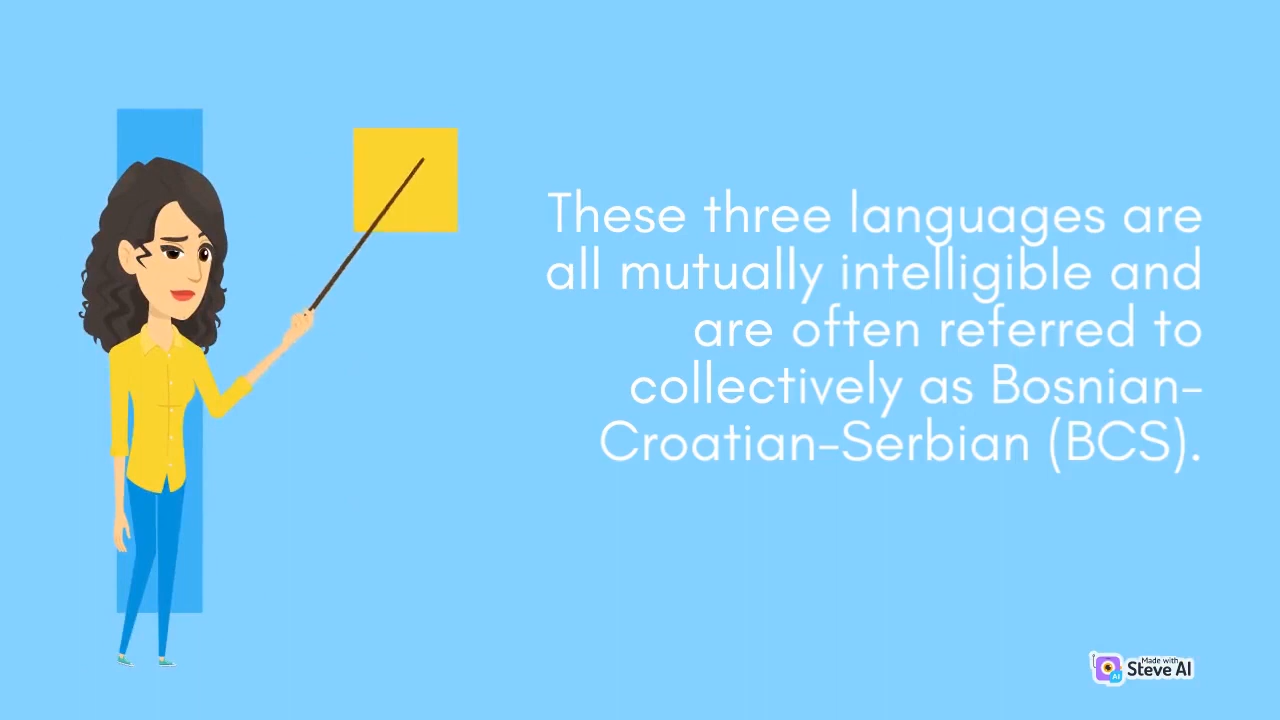 These three languages are
all mutually intelligible and
are often referred to
collectively as Bosnian-
Croatian-Serbian (BCS).
Made with
Steve AI
AI